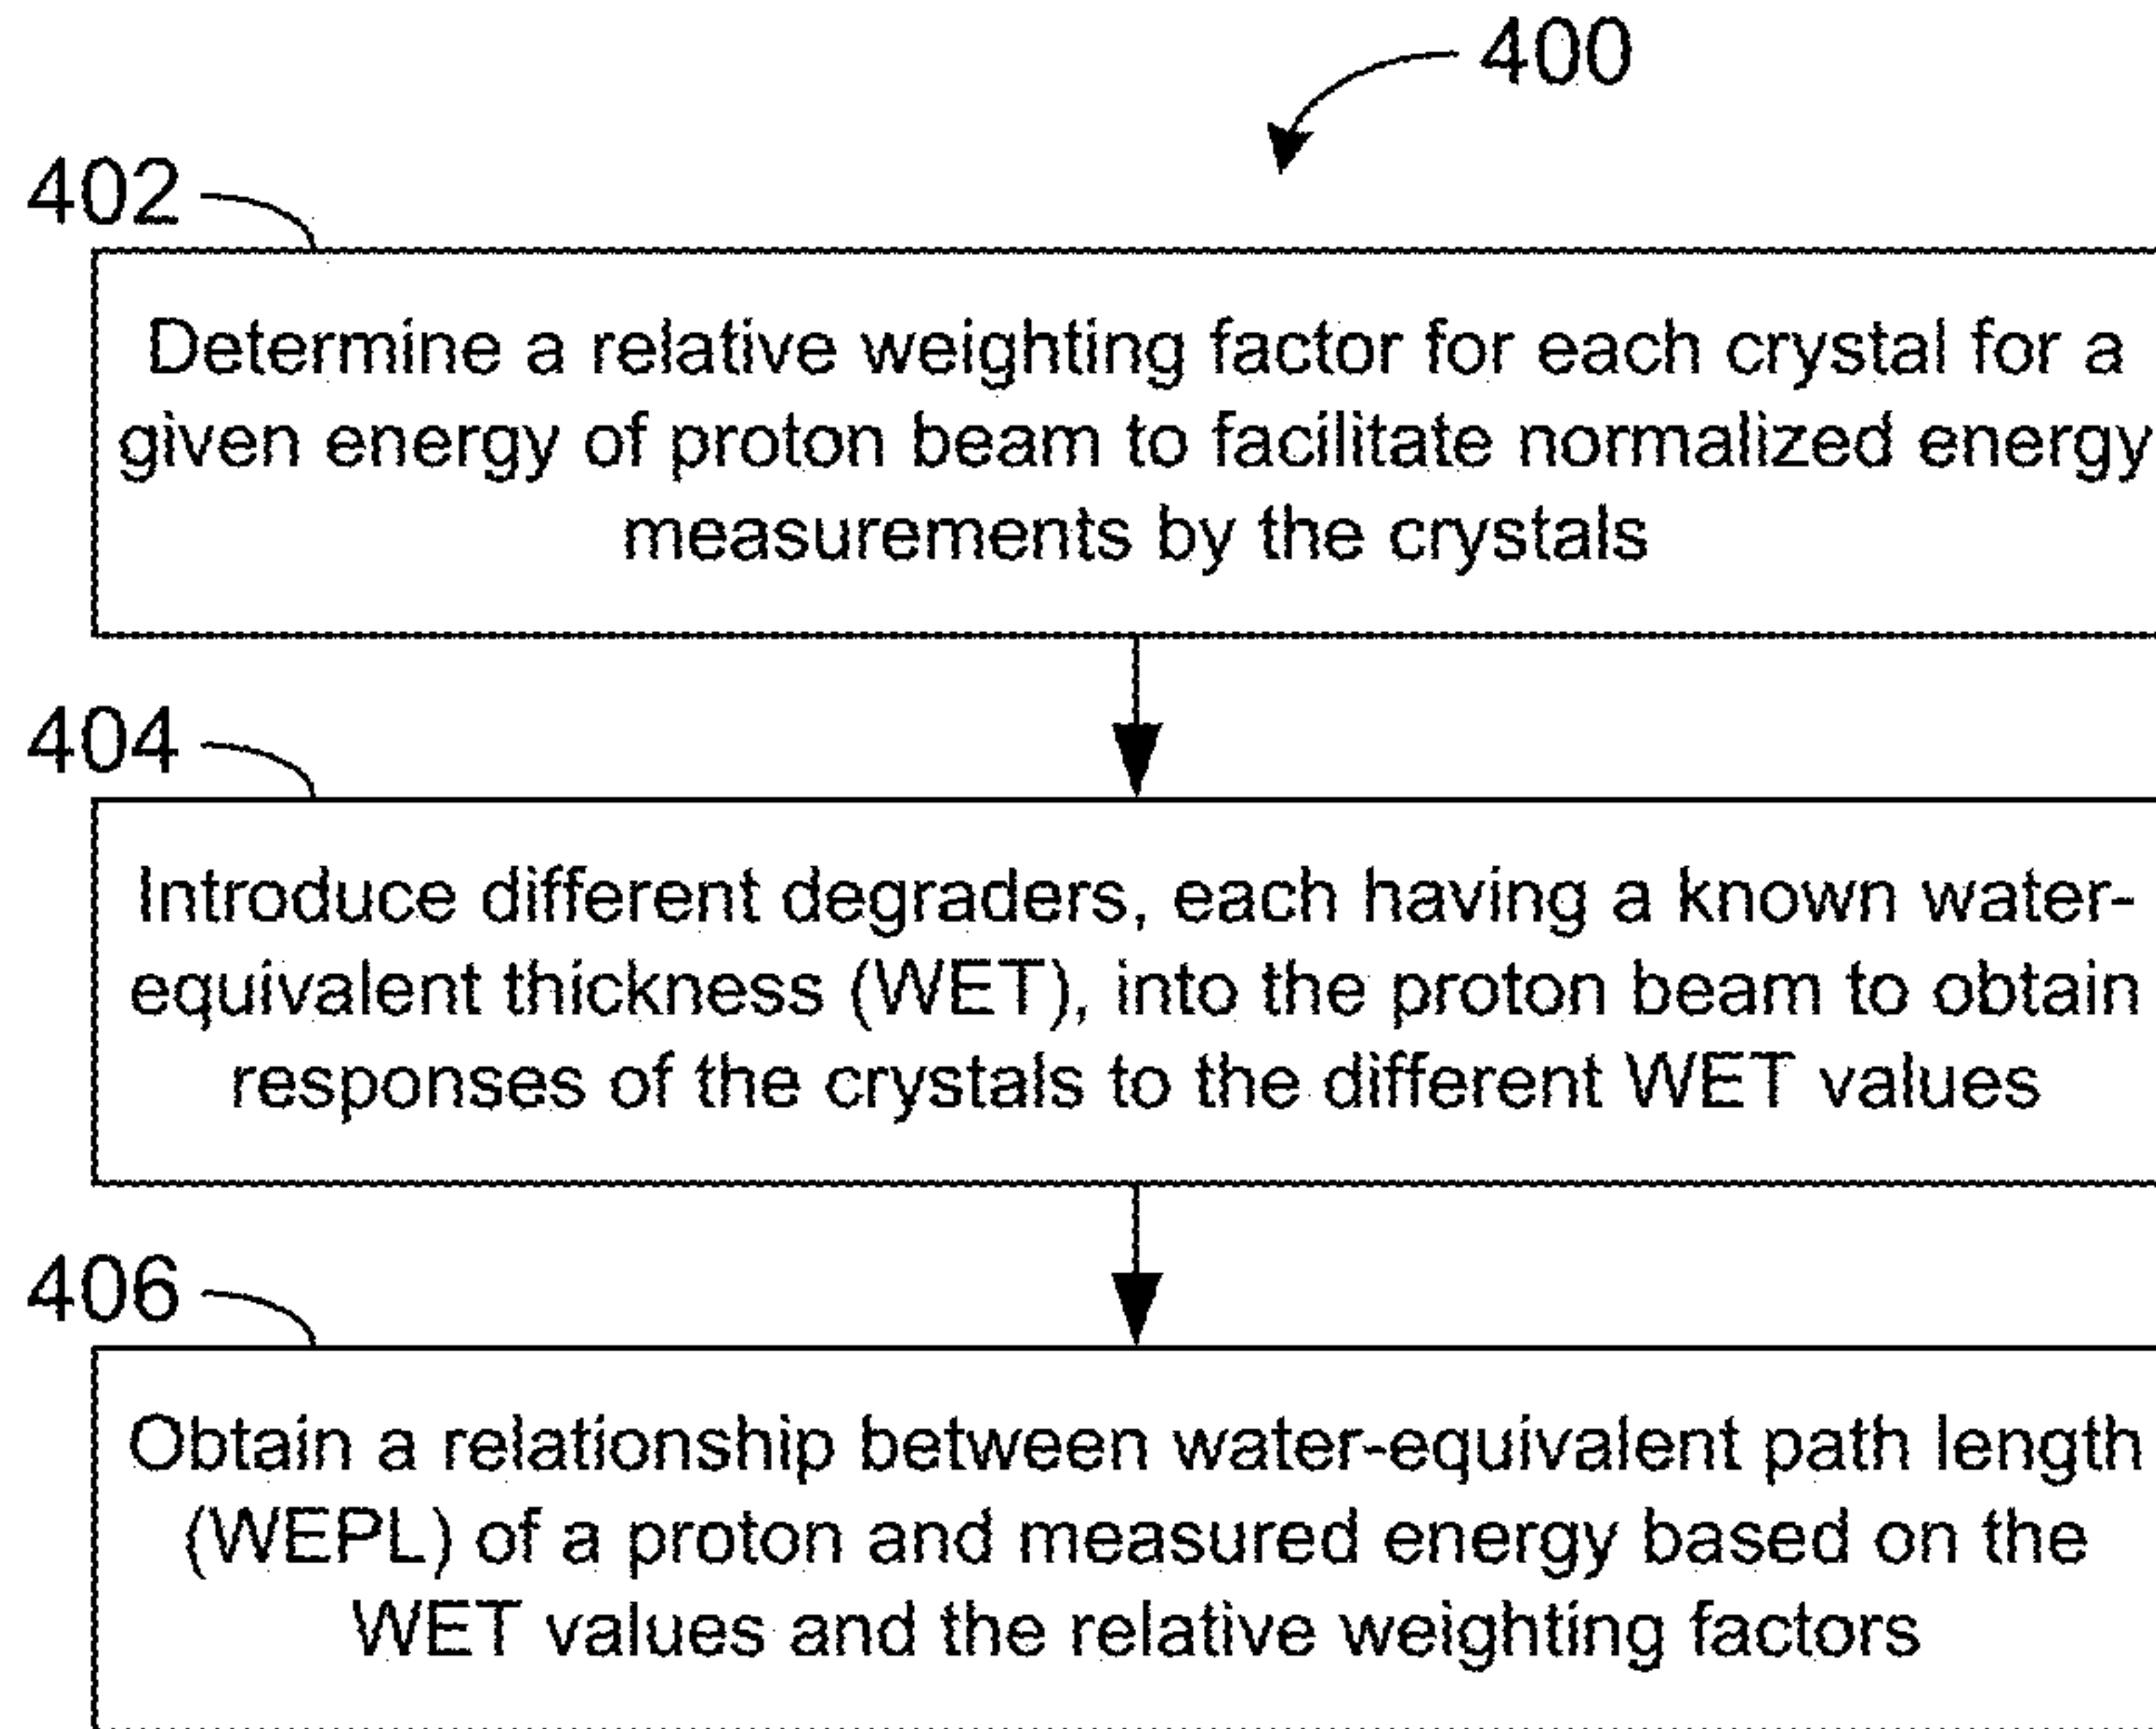 400
402
Determine a relative weighting factor for each crystal for a
given energy of proton beam to facilitate normalized energy
measurements by the crystals
404
Introduce different degraders, each having a known water-
equivalent thickness (WET), into the proton beam to obtain
responses of the crystals to the different WET values
406
Obtain a relationship between water-equivalent path length
(WEPL) of a proton and measured energy based on the
WET values and the relative weighting factors